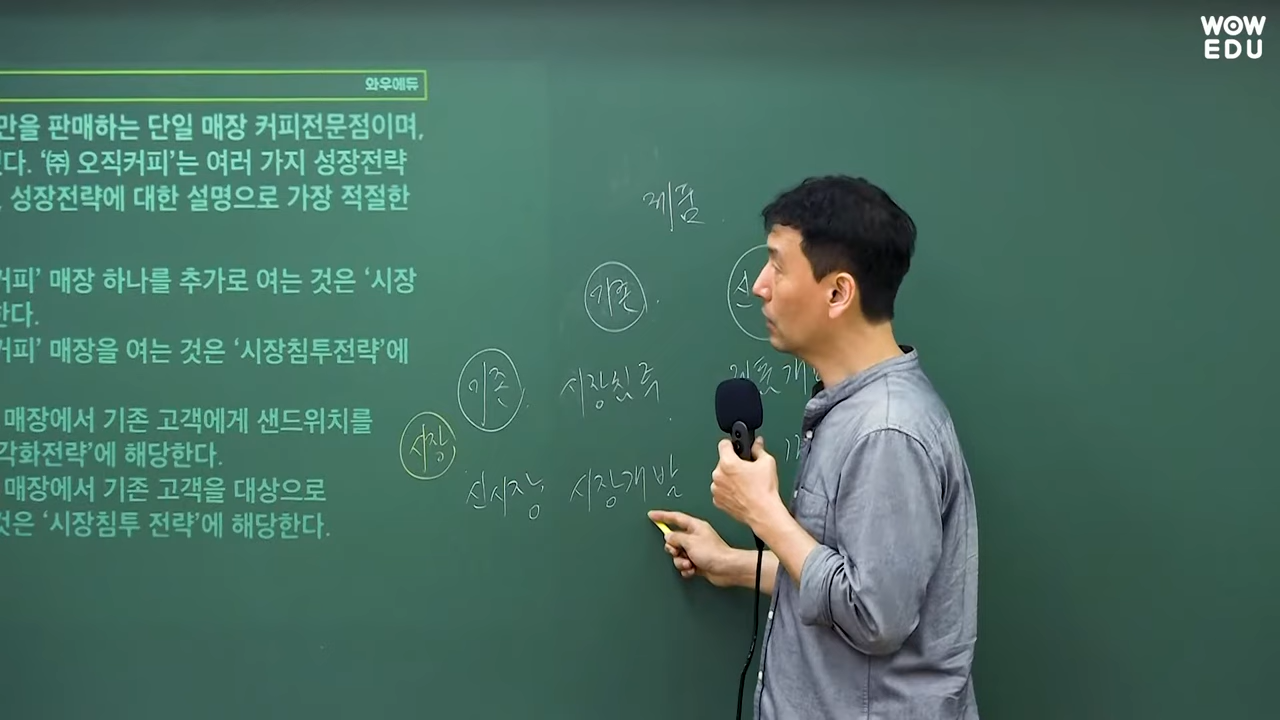 WOW
EDU
와우에듀
만을 판매하는 단일 매장 커피전문점이며,
다. ‘㈜ 오직커피’는 여러 가지 성장전략
성장전략에 대한 설명으로 가장 적절한
커피’ 매장 하나를 추가로 여는 것은 ‘시장
한다.
커피’ 매장을 여는 것은 ‘시장침투전략’에
매장에서 기존 고객에게 샌드위치를
각화전략’에 해당한다.
매장에서 기존 고객을 대상으로
것은 ‘시장침투 전략’에 해당한다.
제품
기존
신
기존 시장침투 제품개
시장
신시장 시장개발